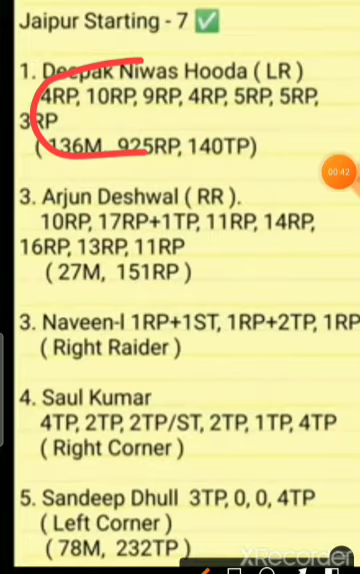 Jaipur Starting - 7 ✅
1. Deepak Niwas Hooda ( LR )
4RP, 10RP, 9RP, 4RP, 5RP, 5RP,
3RP
( 136M, 925RP, 140TP)
00:42
3. Arjun Deshwal ( RR ).
10RP, 17RP+1TP, 11RP, 14RP,
16RP, 13RP, 11RP
( 27M, 151RP )
3. Naveen-I 1RP+1ST, 1RP+2TP, 1RP
( Right Raider )
4. Saul Kumar
4TP, 2TP, 2TP/ST, 2TP, 1TP, 4TP
( Right Corner )
5. Sandeep Dhull 3TP, 0, 0, 4TP
( Left Corner )
(78M, 232TP )
XRecorder